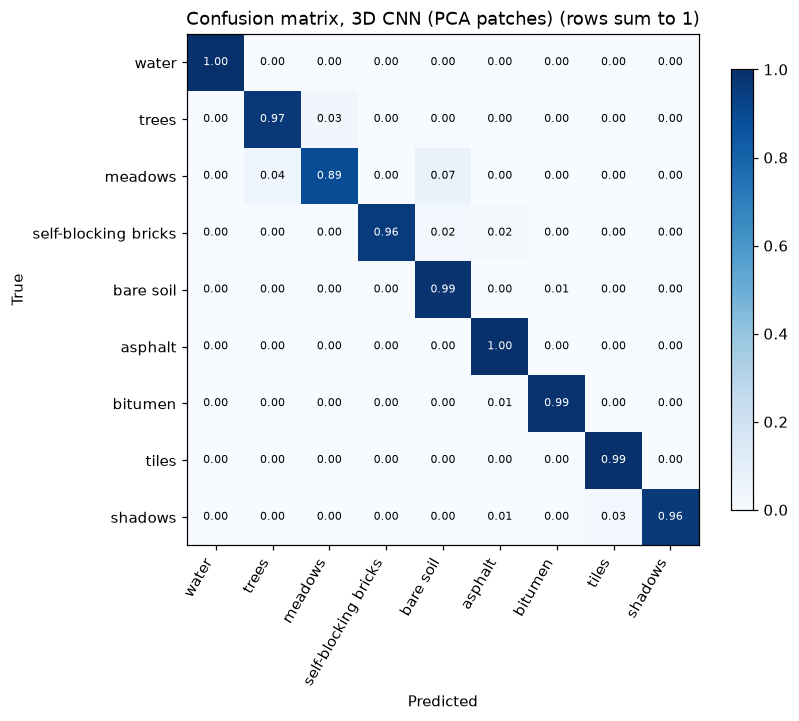 Confusion matrix, 3D CNN (PCA patches) (rows sum to 1)
water 1.00 0.00 0.00 0.00 0.00 0.00 0.00 0.00 0.00
trees 0.00 0.97 0.03 0.00 0.00 0.00 0.00 0.00 0.00
meadows 0.00 0.04 0.89 0.00 0.07 0.00 0.00 0.00 0.00
self-blocking bricks 0.00 0.00 0.00 0.96 0.02 0.02 0.00 0.00 0.00
bare soil 0.00 0.00 0.00 0.00 0.99 0.00 0.01 0.00 0.00
asphalt 0.00 0.00 0.00 0.00 0.00 1.00 0.00 0.00 0.00
bitumen 0.00 0.00 0.00 0.00 0.00 0.01 0.99 0.00 0.00
tiles 0.00 0.00 0.00 0.00 0.00 0.00 0.00 0.99 0.00
shadows 0.00 0.00 0.00 0.00 0.00 0.01 0.00 0.03 0.96
True
water
trees
meadows
self-blocking bricks
bare soil
asphalt
bitumen
tiles
shadows
Predicted
1.0
0.8
0.6
0.4
0.2
0.0